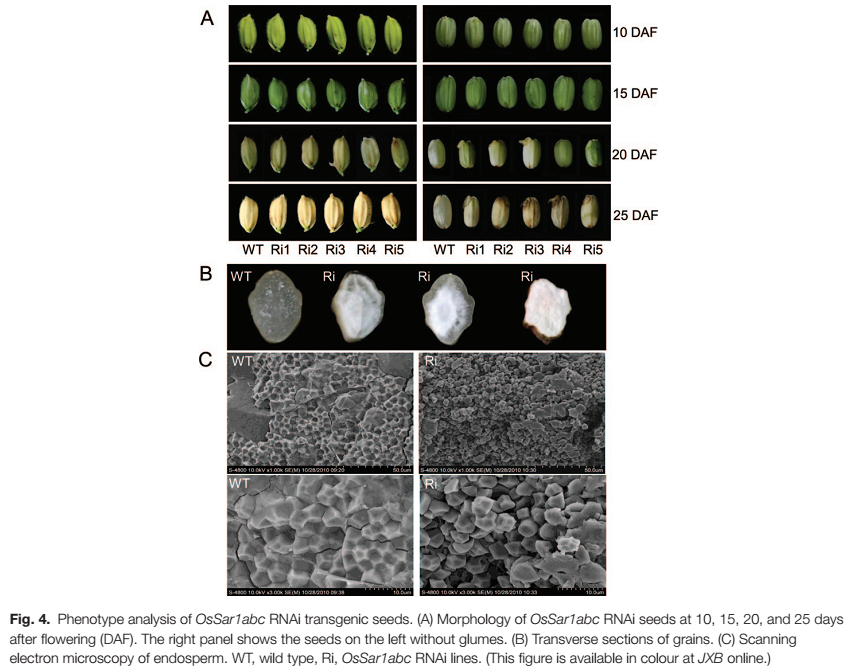 A
10 DAF
15 DAF
20 DAF
25 DAF
WT Ri1 Ri2 Ri3 Ri4 Ri5 WT Ri1 Ri2 Ri3 Ri4 Ri5
B
WT Ri Ri Ri
C
WT Ri
S-4800 10.0kV x1.00k SE(M) 10/28/2010 09:20 50.0um S-4800 10.0kV x1.00k SE(M) 10/28/2010 10:30 50.0um
WT Ri
S-4800 10.0kV x3.00k SE(M) 10/28/2010 09:38 10.0um S-4800 10.0kV x3.00k SE(M) 10/28/2010 10:33 10.0um
Fig. 4. Phenotype analysis of OsSar1abc RNAi transgenic seeds. (A) Morphology of OsSar1abc RNAi seeds at 10, 15, 20, and 25 days
after flowering (DAF). The right panel shows the seeds on the left without glumes. (B) Transverse sections of grains. (C) Scanning
electron microscopy of endosperm. WT, wild type, Ri, OsSar1abc RNAi lines. (This figure is available in colour at JXB online.)